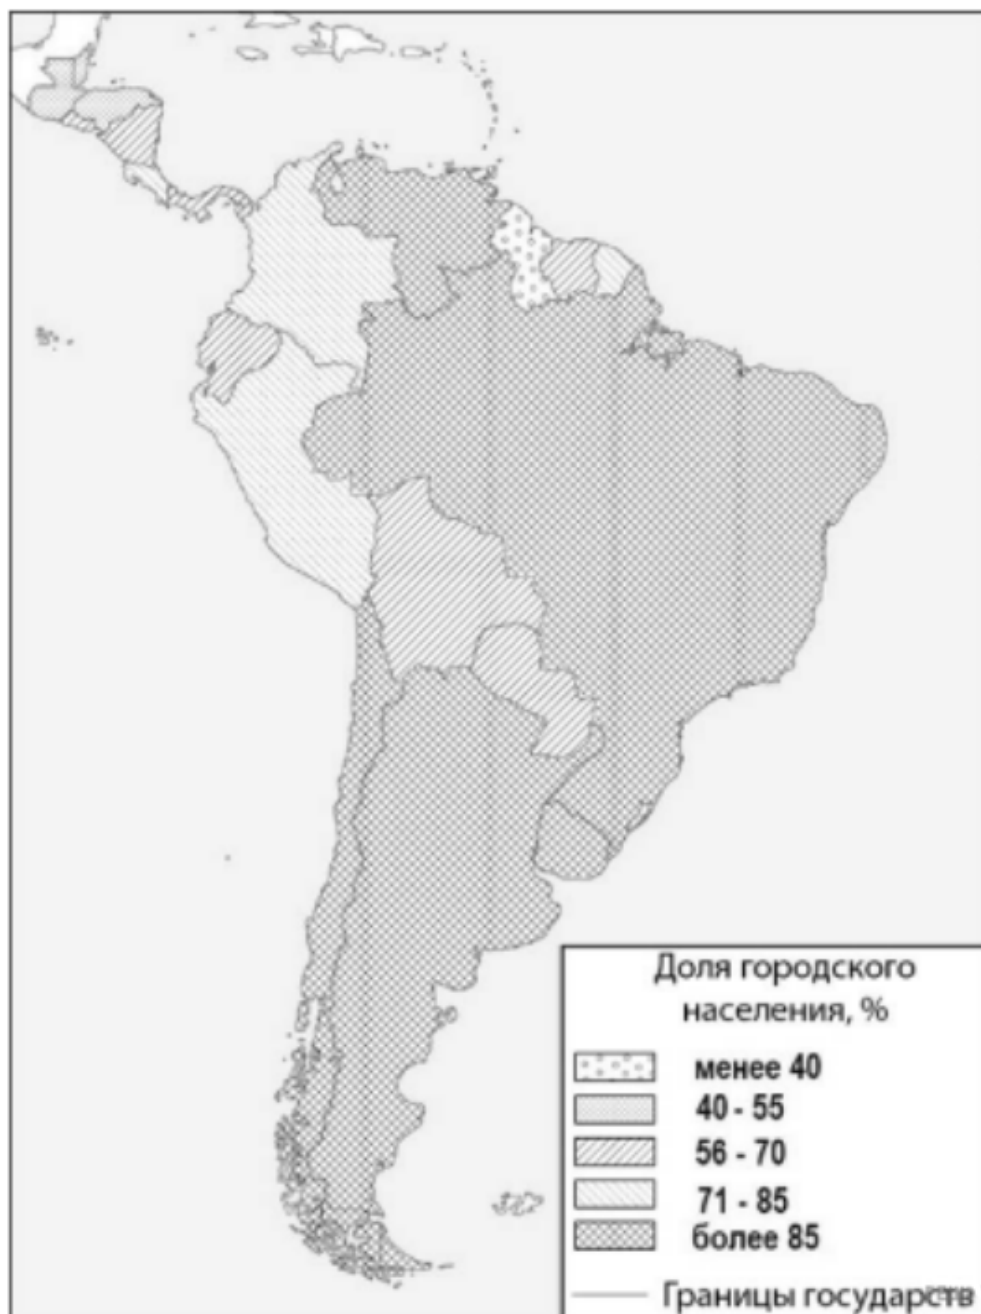 Доля городского
населения, %
менее 40
40 - 55
56 - 70
71 - 85
более 85
Границы государств